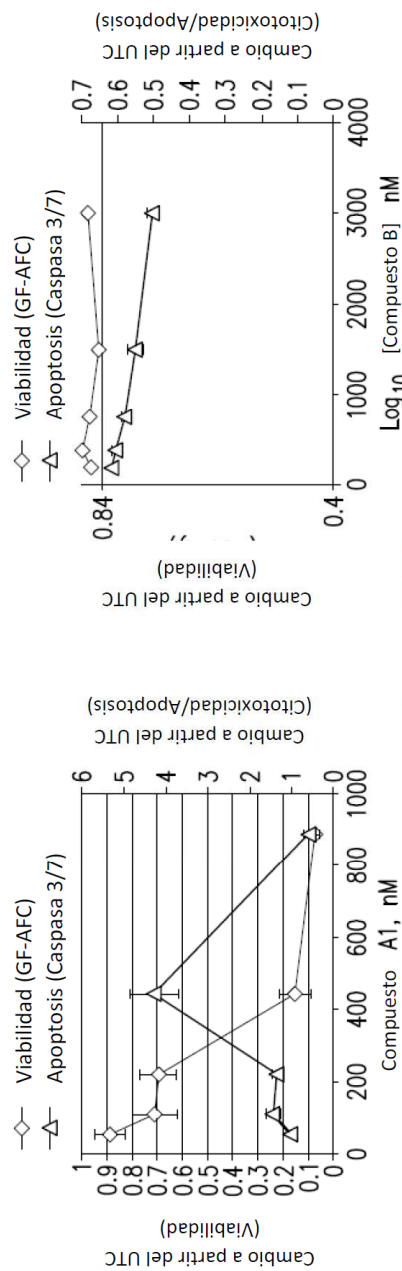 Viabilidad (GF-AFC)
Apoptosis (Caspasa 3/7)
Cambio a partir del UTC
(Viabilidad)
1
0.9
0.8
0.7
0.6
0.5
0.4
0.3
0.2
0.1
0
6
5
4
3
2
1
0
Cambio a partir del UTC
(Citotoxicidad/Apoptosis)
0 200 400 600 800 1000
Compuesto A1, nM
Viabilidad (GF-AFC)
Apoptosis (Caspasa 3/7)
Cambio a partir del UTC
(Viabilidad)
0.84
0.4
0.7
0.6
0.5
0.4
0.3
0.2
0.1
0
Cambio a partir del UTC
(Citotoxicidad/Apoptosis)
0 1000 2000 3000 4000
Log10 [Compuesto B] nM